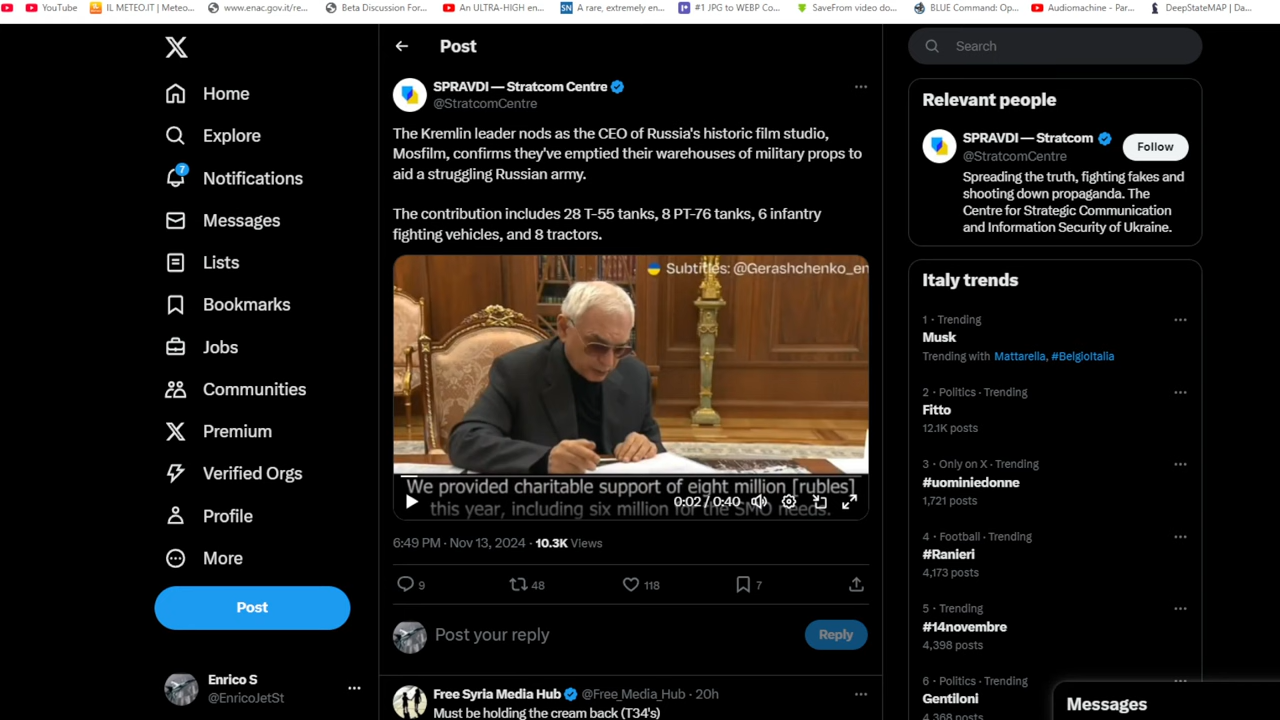 YouTube
IL METEO.IT | Meteo...
www.enac.gov.it/re...
Beta Discussion For...
An ULTRA-HIGH en...
SN A rare, extremely en...
#1 JPG to WEBP Co...
SaveFrom video do...
BLUE Command: Op...
Audiomachine - Par...
DeepStateMAP | Da...
Home
Explore
7
Notifications
Messages
Lists
Bookmarks
Jobs
Communities
Premium
Verified Orgs
Profile
More
Post
Enrico S
@EnricoJetSt
Post
SPRAVDI — Stratcom Centre
@StratcomCentre
The Kremlin leader nods as the CEO of Russia's historic film studio,
Mosfilm, confirms they've emptied their warehouses of military props to
aid a struggling Russian army.
The contribution includes 28 T-55 tanks, 8 PT-76 tanks, 6 infantry
fighting vehicles, and 8 tractors.
Subtitles: @Gerashchenko_en
We provided charitable support of eight million [rubles]
this year, including six million for the SMO needs.
0:02 / 0:40
6:49 PM · Nov 13, 2024 · 10.3K Views
9 48 118 7
Post your reply
Reply
Free Syria Media Hub @Free_Media_Hub · 20h
Must be holding the cream back (T34's)
Search
Relevant people
SPRAVDI — Stratcom
@StratcomCentre
Follow
Spreading the truth, fighting fakes and
shooting down propaganda. The
Centre for Strategic Communication
and Information Security of Ukraine.
Italy trends
1 · Trending
Musk
Trending with Mattarella, #BelgioItalia
2 · Politics · Trending
Fitto
12.1K posts
3 · Only on X · Trending
#uominiedonne
1,721 posts
4 · Football · Trending
#Ranieri
4,173 posts
5 · Trending
#14novembre
4,398 posts
6 · Politics · Trending
Gentiloni
4,368 posts
Messages